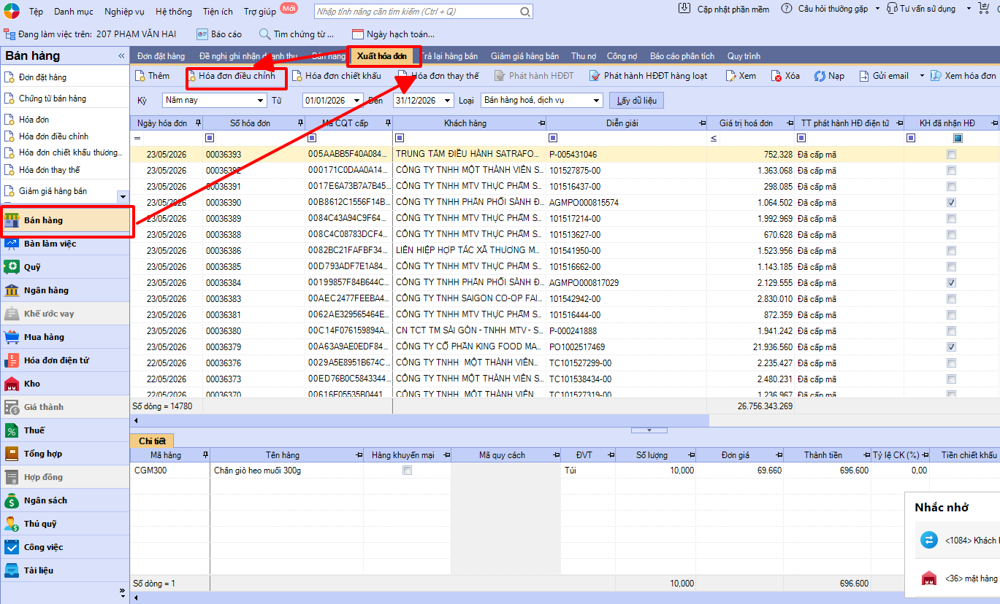 Tệp Danh mục Nghiệp vụ Hệ thống Tiện ích Trợ giúp Mới Nhập tính năng cần tìm kiếm (Ctrl + Q) Cập nhật phần mềm Câu hỏi thường gặp Tư vấn sử dụng
Đang làm việc trên: 207 PHẠM VĂN HAI Báo cáo Tìm chứng từ ... Ngày hạch toán...
Bán hàng «
Đơn đặt hàng
Chứng từ bán hàng
Hóa đơn
Hóa đơn điều chỉnh
Hóa đơn chiết khấu thương...
Hóa đơn thay thế
Giảm giá hàng bán
Bán hàng
Bàn làm việc
Quỹ
Ngân hàng
Khế ước vay
Mua hàng
Hóa đơn điện tử
Kho
Giá thành
Thuế
Tổng hợp
Hợp đồng
Ngân sách
Thủ quỹ
Công việc
Tài liệu
»
Đơn đặt hàng Đề nghị ghi nhận doanh thu Bán hàng Xuất hóa đơn Trả lại hàng bán Giảm giá hàng bán Thu nợ Công nợ Báo cáo phân tích Quy trình
Thêm Hóa đơn điều chỉnh Hóa đơn chiết khấu Hóa đơn thay thế Phát hành HĐĐT Phát hành HĐĐT hàng loạt Xem Xóa Nạp Gửi email Xem hóa đơn
Kỳ Năm nay Từ 01/01/2026 Đến 31/12/2026 Loại Bán hàng hoá, dịch vụ Lấy dữ liệu
Ngày hóa đơn Số hóa đơn Mã CQT cấp Khách hàng Diễn giải Giá trị hoá đơn TT phát hành HĐ điện tử KH đã nhận HĐ
= ≤
23/05/2026 00036393 005AABB5F40A084... TRUNG TÂM ĐIỀU HÀNH SATRAFO... P-005431046 752.328 Đã cấp mã
23/05/2026 00036392 000171C0DAA0A14... CÔNG TY TNHH MỘT THÀNH VIÊN S... 101527875-00 1.363.068 Đã cấp mã
23/05/2026 00036391 0017E6A73B7A7B45... CÔNG TY TNHH MTV THỰC PHẨM S... 101516437-00 298.085 Đã cấp mã
23/05/2026 00036390 00B8612C1556F14B... CÔNG TY TNHH PHÂN PHỐI SÀNH Đ... AGMPO000815574 1.064.502 Đã cấp mã
23/05/2026 00036389 0084C43A94C9F64... CÔNG TY TNHH MTV THỰC PHẨM S... 101517214-00 1.992.969 Đã cấp mã
23/05/2026 00036388 008C4C08783DCF4... CÔNG TY TNHH MTV THỰC PHẨM S... 101513627-00 670.628 Đã cấp mã
23/05/2026 00036386 0082BC21FAFBF34... LIÊN HIỆP HỢP TÁC XÃ THƯƠNG M... 101541950-00 1.523.956 Đã cấp mã
23/05/2026 00036385 00D793ADF7E1A84... CÔNG TY TNHH MTV THỰC PHẨM S... 101516662-00 1.143.185 Đã cấp mã
23/05/2026 00036384 00199857F84B644C... CÔNG TY TNHH PHÂN PHỐI SÀNH Đ... AGMPO000817029 2.129.555 Đã cấp mã
23/05/2026 00036383 00AEC2477FEEBA4... CÔNG TY TNHH SAIGON CO-OP FAI... 101542942-00 2.830.010 Đã cấp mã
23/05/2026 00036381 0062AE329565464E... CÔNG TY TNHH MTV THỰC PHẨM S... 101516444-00 872.359 Đã cấp mã
23/05/2026 00036380 00C14F076159894A... CN TCT TM SÀI GÒN - TNHH MTV - S... P-000241888 1.941.242 Đã cấp mã
23/05/2026 00036379 00A63A9AE0EDF84... CÔNG TY CỔ PHẦN KING FOOD MA... PO1002517469 21.936.560 Đã cấp mã
22/05/2026 00036376 0029A5E8951B674C... CÔNG TY TNHH MỘT THÀNH VIÊN... TC101527299-00 2.235.427 Đã cấp mã
22/05/2026 00036373 00ED76B0C5843344... CÔNG TY TNHH MỘT THÀNH VIÊN S... TC101538434-00 2.480.231 Đã cấp mã
22/05/2026 00036370 00616F05535B0441 CÔNG TY TNHH MỘT THÀNH VIÊN TC101527319-00 1.236.967 Đã cấp mã
Số dòng = 14780 26.756.343.269
Chi tiết
Mã hàng Tên hàng Hàng khuyến mại Mã quy cách ĐVT Số lượng Đơn giá Thành tiền Tỷ lệ CK (%) Tiền chiết khấu
CGM300 Chân giò heo muối 300g Túi 10,000 69.660 696.600 0,00
Số dòng = 1 10,000 696.600
Nhắc nhở
<1084> Khách
<36> mặt hàng